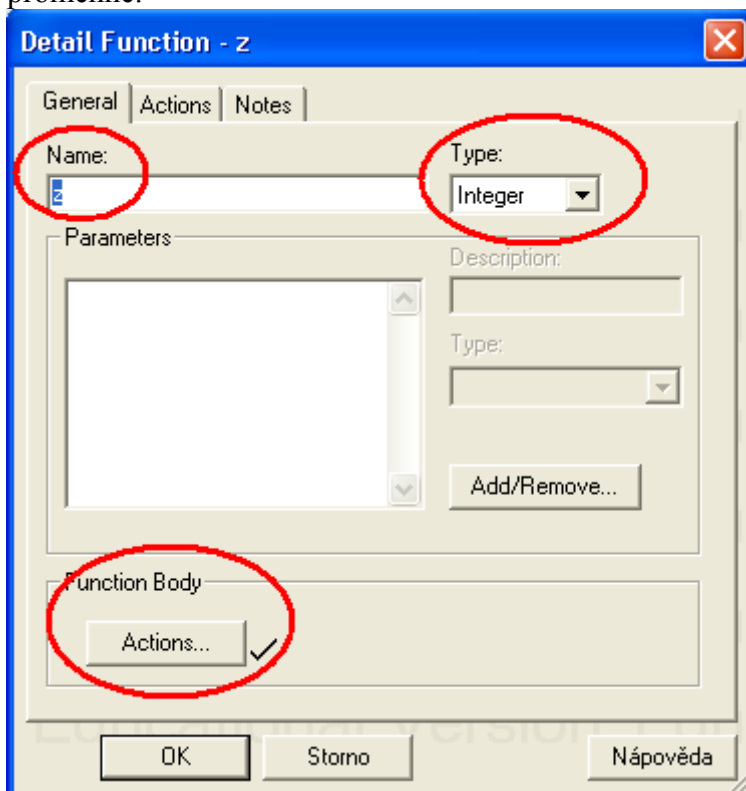 proměnné.
Detail Function - z
General Actions Notes
Name:
Type:
z
Integer
Parameters
Description:
Type:
Add/Remove...
Function Body
Actions...
OK Storno Nápověda